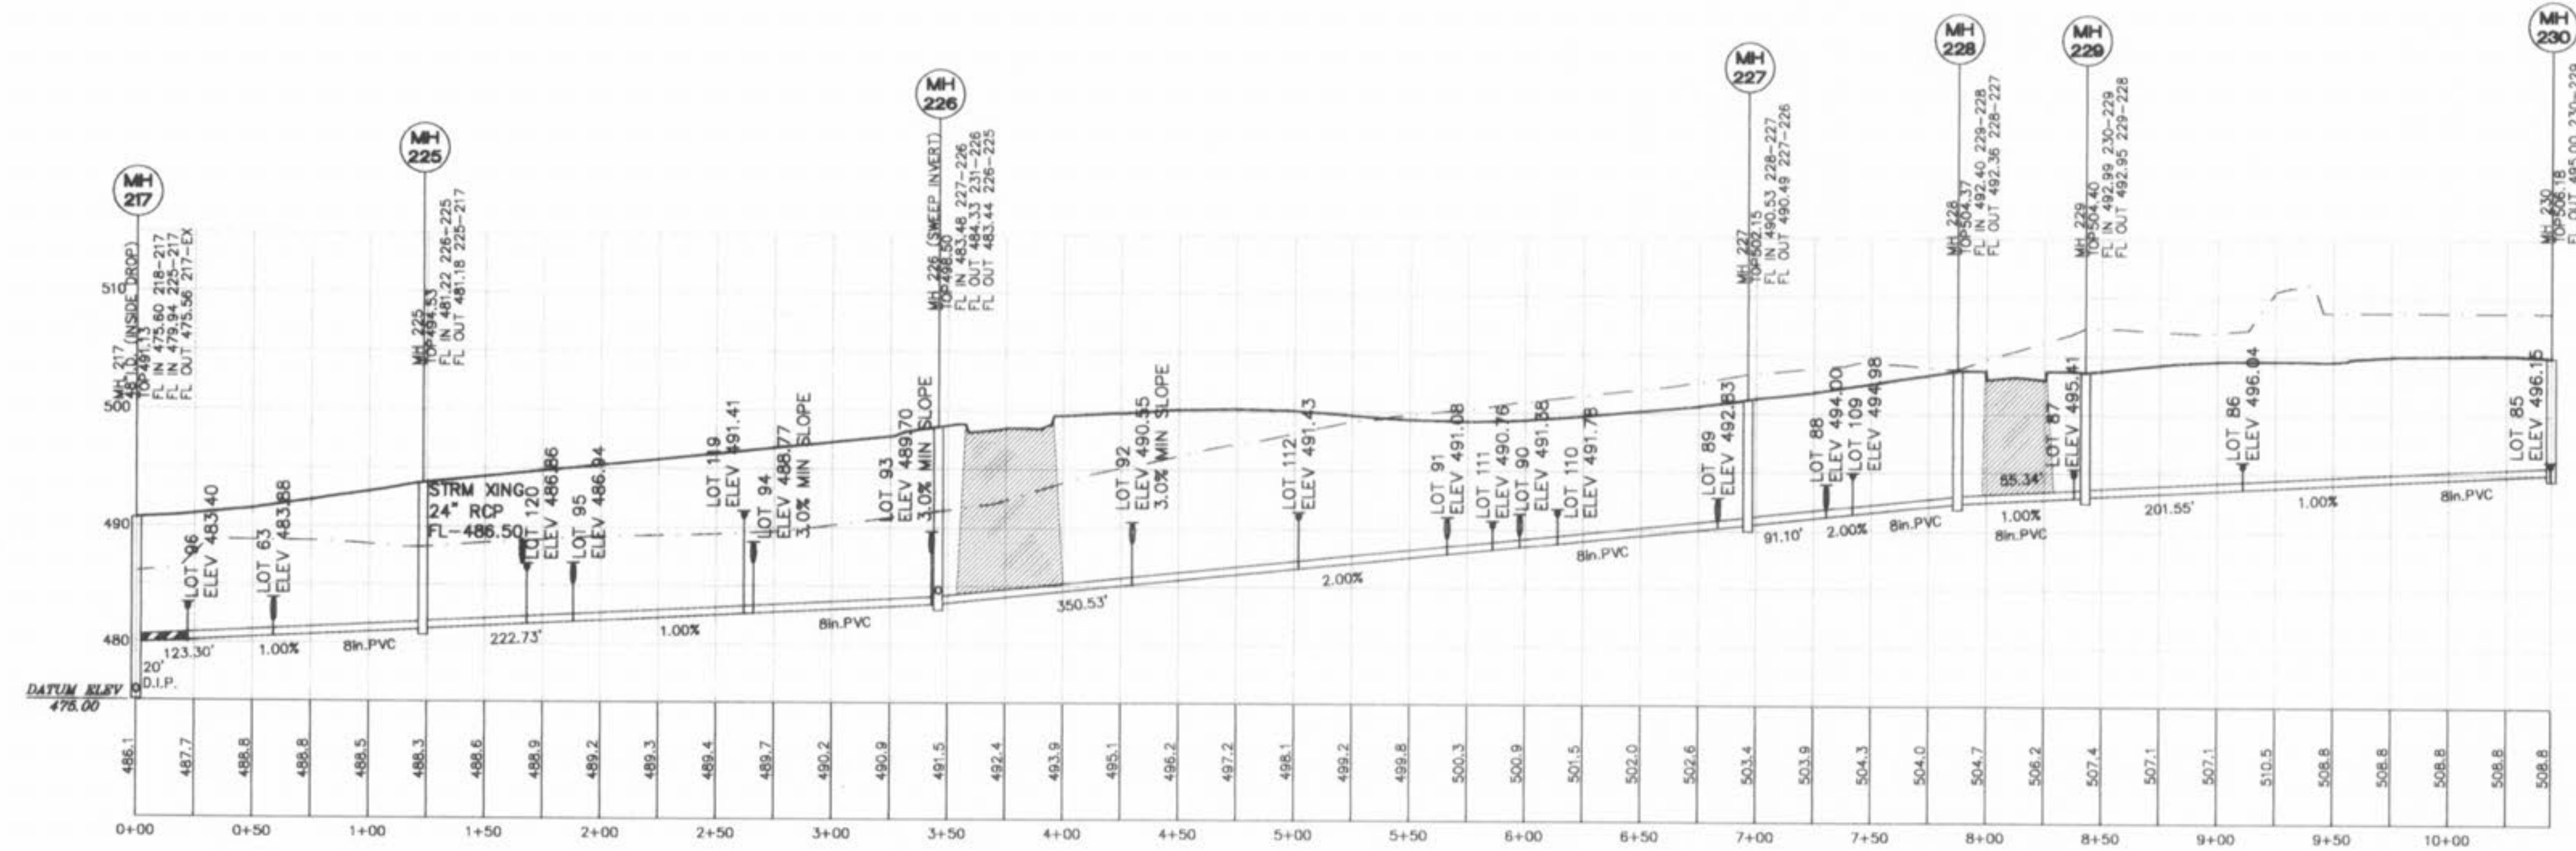 MH
217
MH 217
48 I.D. (INSIDE DROP)
TOP491.13
FL IN 475.60 218-217
FL IN 479.94 225-217
FL OUT 475.56 217-EX
MH
225
MH 225
TOP494.53
FL IN 481.22 226-225
FL OUT 481.18 225-217
MH
226
MH 226 (SWEEP INVERT)
TOP498.50
FL IN 483.48 227-226
FL OUT 484.33 231-226
FL OUT 483.44 226-225
MH
227
MH 227
TOP502.15
FL IN 490.53 228-227
FL OUT 490.49 227-226
MH
228
MH 228
TOP504.37
FL IN 492.40 229-228
FL OUT 492.36 228-227
MH
229
MH 229
TOP504.40
FL IN 492.99 230-229
FL OUT 492.95 229-228
MH
230
MH 230
TOP506.18
FL OUT 495.00 230-229
510
500
490
480
DATUM ELEV
475.00
LOT 96
ELEV 483.40
LOT 63
ELEV 483.88
STRM XING
24" RCP
FL-486.50
LOT 120
ELEV 486.86
LOT 95
ELEV 486.94
LOT 119
ELEV 491.41
LOT 94
ELEV 488.77
3.0% MIN SLOPE
LOT 93
ELEV 489.70
3.0% MIN SLOPE
LOT 92
ELEV 490.55
3.0% MIN SLOPE
LOT 112
ELEV 491.43
LOT 91
ELEV 491.08
LOT 111
ELEV 490.76
LOT 90
ELEV 491.38
LOT 110
ELEV 491.78
LOT 89
ELEV 492.83
LOT 88
ELEV 494.00
LOT 109
ELEV 494.98
LOT 87
ELEV 495.41
LOT 86
ELEV 496.04
LOT 85
ELEV 496.15
20'
D.I.P.
123.30'
1.00%
8in.PVC
222.73'
1.00%
8in.PVC
350.53'
2.00%
8in.PVC
91.10'
2.00%
8in.PVC
55.34'
1.00%
8in.PVC
201.55'
1.00%
8in.PVC
486.1 487.7 488.8 488.8 488.5 488.3 488.6 488.9 489.2 489.3 489.4 489.7 490.2 490.9 491.5 492.4 493.9 495.1 496.2 497.2 498.1 499.2 499.8 500.3 500.9 501.5 502.0 502.6 503.4 503.9 504.3 504.0 504.7 506.2 507.4 507.1 507.1 510.5 508.8 508.8 508.8 508.8 508.8
0+00 0+50 1+00 1+50 2+00 2+50 3+00 3+50 4+00 4+50 5+00 5+50 6+00 6+50 7+00 7+50 8+00 8+50 9+00 9+50 10+00